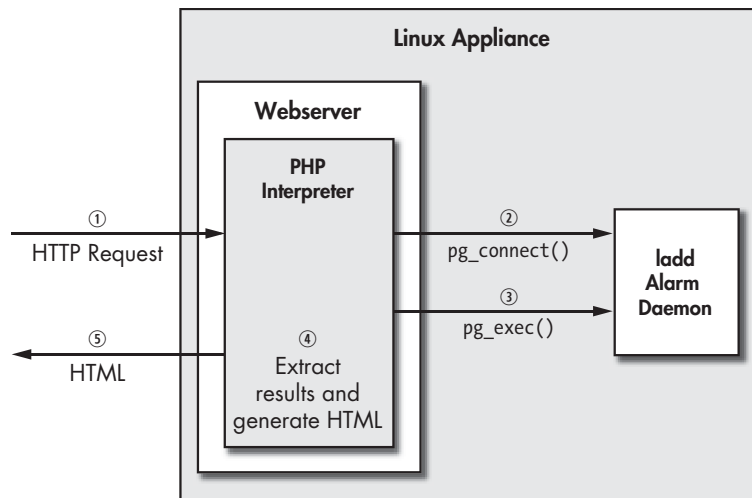 Linux Appliance
Webserver
PHP
Interpreter
①
HTTP Request
②
pg_connect()
ladd
Alarm
Daemon
③
pg_exec()
⑤
HTML
④
Extract
results and
generate HTML